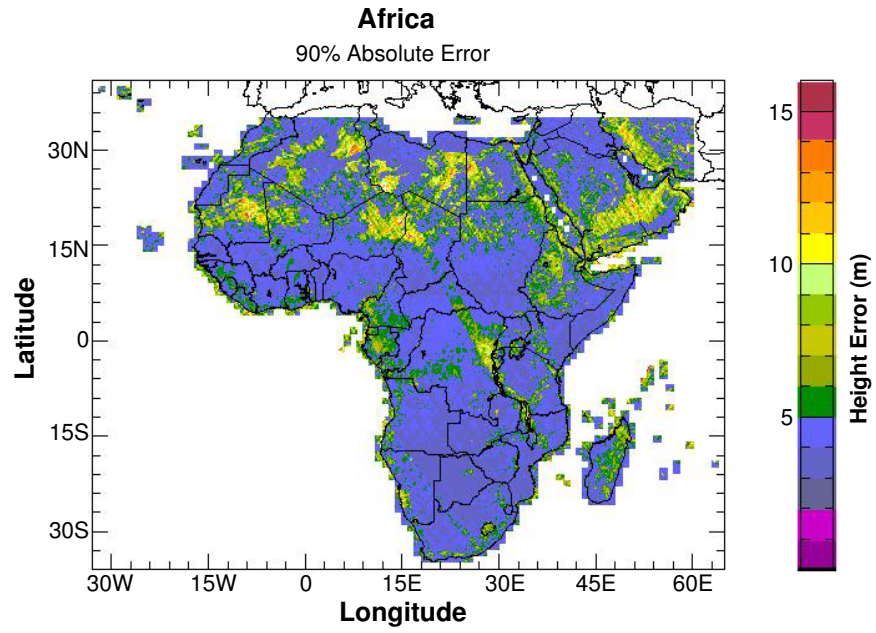 Africa
90% Absolute Error
30N
15N
0
15S
30S
Latitude
30W
15W
0
15E
30E
45E
60E
Longitude
15
10
5
Height Error (m)